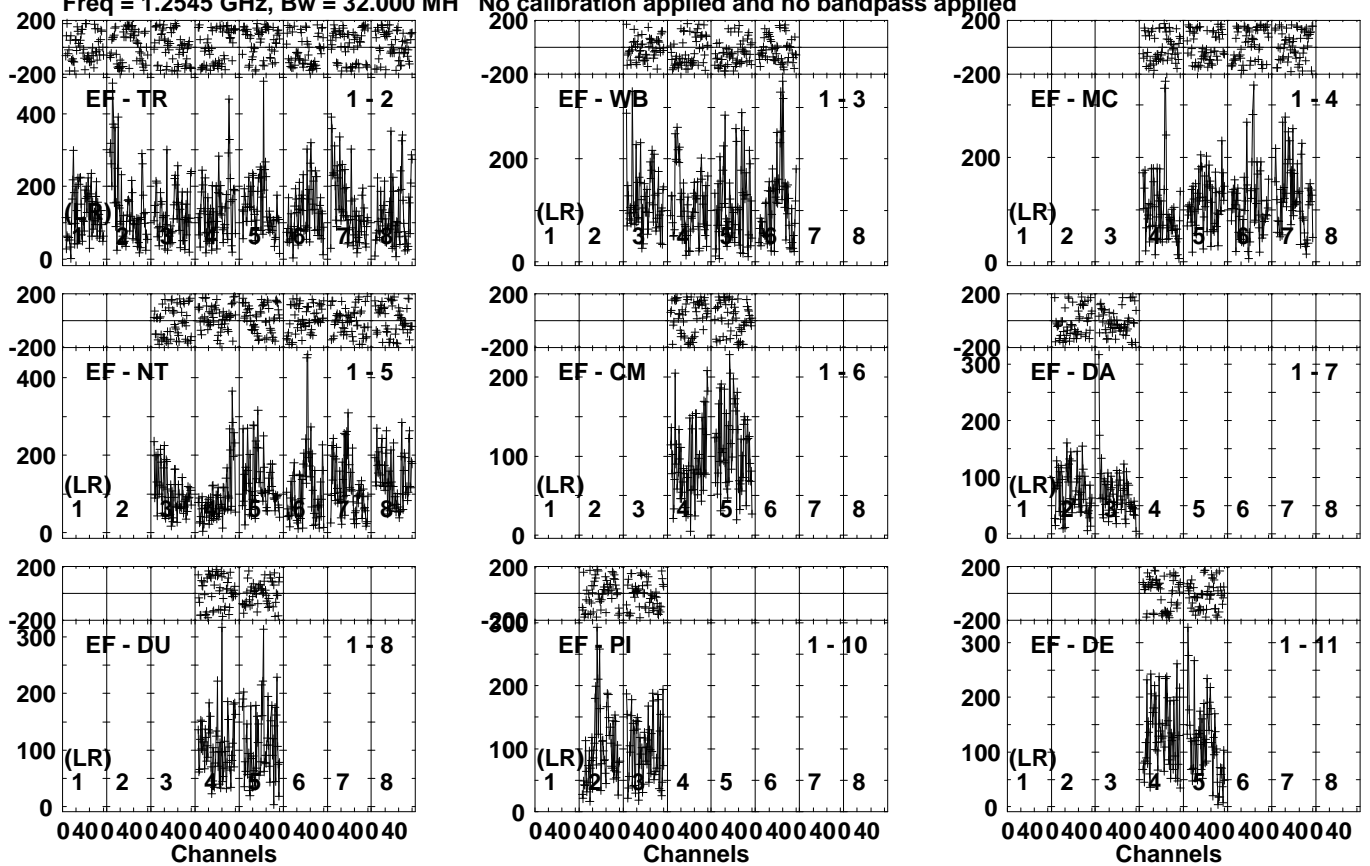 Freq = 1.2545 GHz, Bw = 32.000 MH No calibration applied and no bandpass applied
200
-200
EF - TR 1 - 2
400
200
(LR)
1 2 3 4 5 6 7 8
0
EF - WB 1 - 3
200
(LR)
1 2 3 4 5 6 7 8
0
200
-200
EF - MC 1 - 4
200
(LR)
1 2 3 4 5 6 7 8
0
200
-200
EF - NT 1 - 5
400
200
(LR)
1 2 3 4 5 6 7 8
0
200
-200
EF - CM 1 - 6
200
100
(LR)
1 2 3 4 5 6 7 8
0
200
-200
300
EF - DA 1 - 7
200
100
(LR)
1 2 3 4 5 6 7 8
0
200
-200
300
EF - DU 1 - 8
200
100
(LR)
1 2 3 4 5 6 7 8
0
0 40 0 40 0 40 0 40 0 40 0 40 0 40 0 40
Channels
200
-200
300
EF - PI 1 - 10
200
100
(LR)
1 2 3 4 5 6 7 8
0
0 40 0 40 0 40 0 40 0 40 0 40 0 40 0 40
Channels
200
-200
300
EF - DE 1 - 11
200
100
(LR)
1 2 3 4 5 6 7 8
0
0 40 0 40 0 40 0 40 0 40 0 40 0 40 0 40
Channels